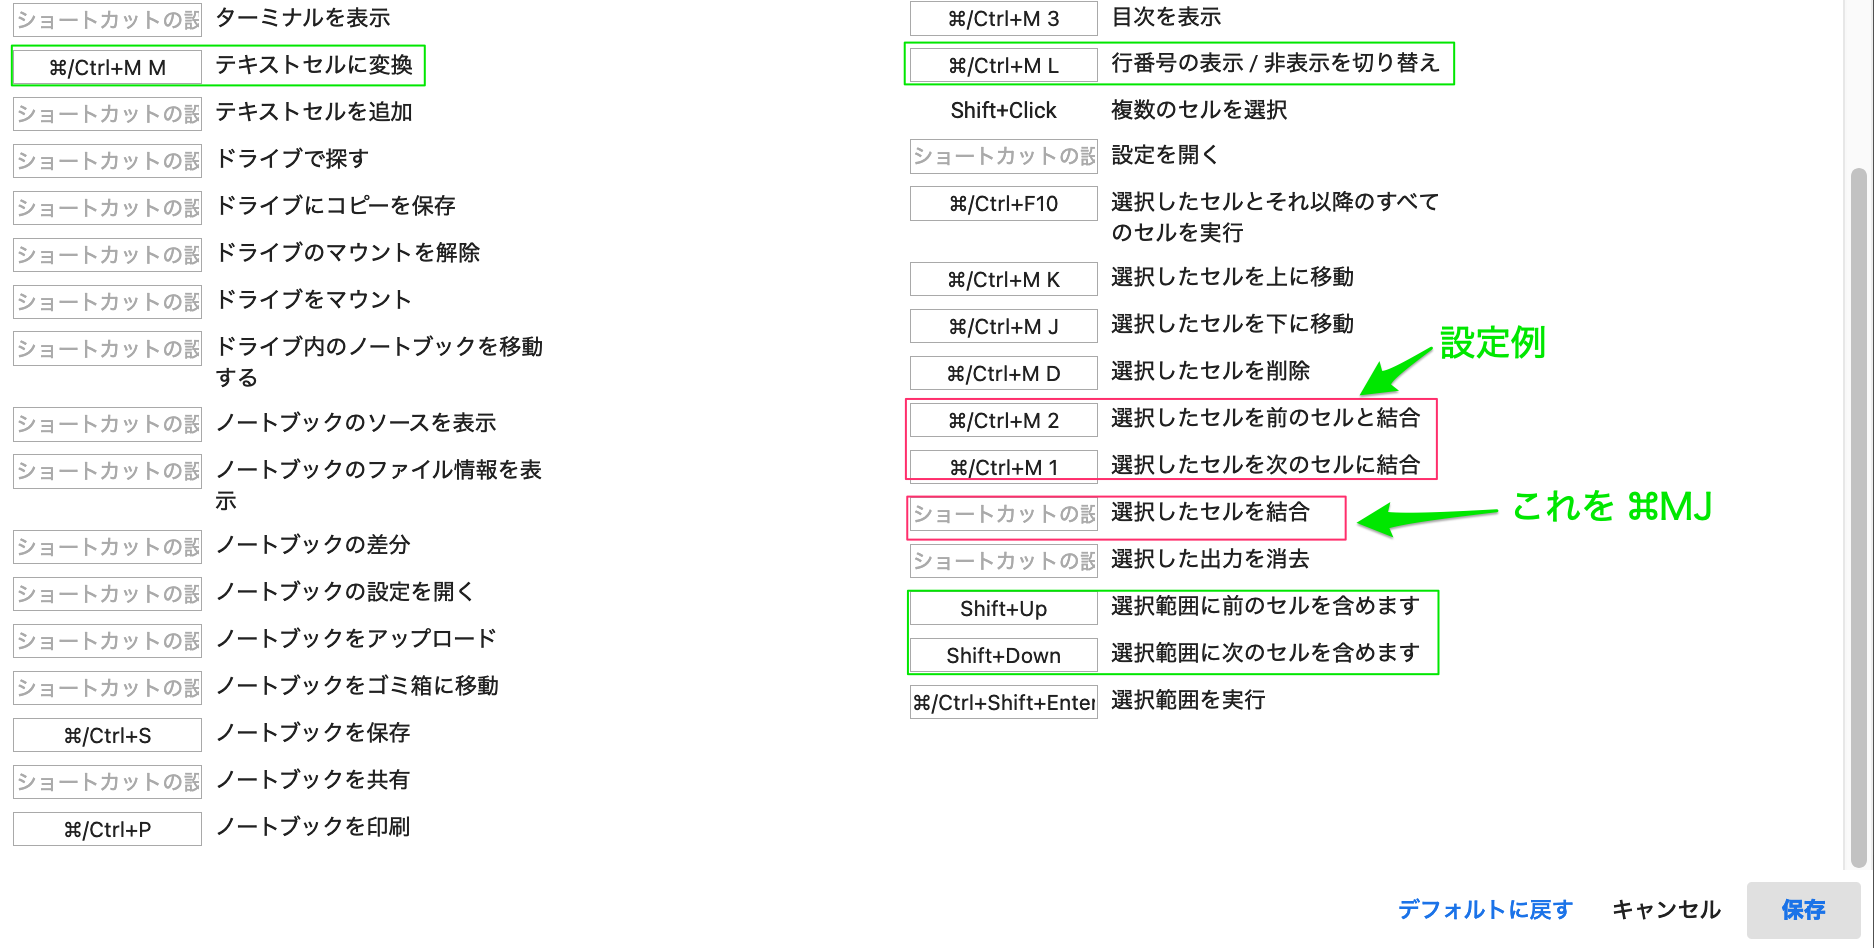 ショートカットの設 ターミナルを表示
⌘/Ctrl+M M テキストセルに変換
ショートカットの設 テキストセルを追加
ショートカットの設 ドライブで探す
ショートカットの設 ドライブにコピーを保存
ショートカットの設 ドライブのマウントを解除
ショートカットの設 ドライブをマウント
ショートカットの設 ドライブ内のノートブックを移動
する
ショートカットの設 ノートブックのソースを表示
ショートカットの設 ノートブックのファイル情報を表
示
ショートカットの設 ノートブックの差分
ショートカットの設 ノートブックの設定を開く
ショートカットの設 ノートブックをアップロード
ショートカットの設 ノートブックをゴミ箱に移動
⌘/Ctrl+S ノートブックを保存
ショートカットの設 ノートブックを共有
⌘/Ctrl+P ノートブックを印刷
⌘/Ctrl+M 3 目次を表示
⌘/Ctrl+M L 行番号の表示 / 非表示を切り替え
Shift+Click 複数のセルを選択
ショートカットの設 設定を開く
⌘/Ctrl+F10 選択したセルとそれ以降のすべて
のセルを実行
⌘/Ctrl+M K 選択したセルを上に移動
⌘/Ctrl+M J 選択したセルを下に移動
設定例
⌘/Ctrl+M D 選択したセルを削除
⌘/Ctrl+M 2 選択したセルを前のセルと結合
⌘/Ctrl+M 1 選択したセルを次のセルに結合
ショートカットの設 選択したセルを結合
これを ⌘MJ
ショートカットの設 選択した出力を消去
Shift+Up 選択範囲に前のセルを含めます
Shift+Down 選択範囲に次のセルを含めます
⌘/Ctrl+Shift+Enter 選択範囲を実行
デフォルトに戻す キャンセル 保存